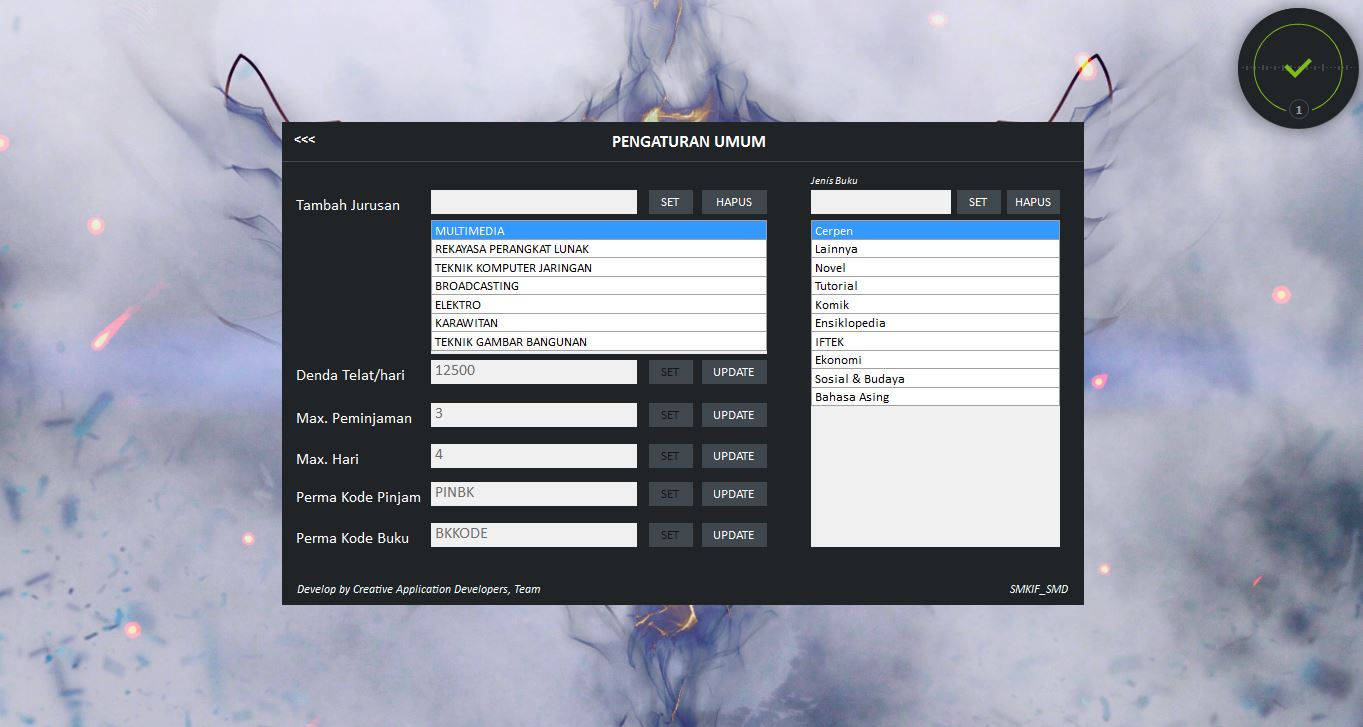 <<<
PENGATURAN UMUM
Tambah Jurusan
SET
HAPUS
MULTIMEDIA
REKAYASA PERANGKAT LUNAK
TEKNIK KOMPUTER JARINGAN
BROADCASTING
ELEKTRO
KARAWITAN
TEKNIK GAMBAR BANGUNAN
Denda Telat/hari
12500
SET
UPDATE
Max. Peminjaman
3
SET
UPDATE
Max. Hari
4
SET
UPDATE
Perma Kode Pinjam
PINBK
SET
UPDATE
Perma Kode Buku
BKKODE
SET
UPDATE
Jenis Buku
SET
HAPUS
Cerpen
Lainnya
Novel
Tutorial
Komik
Ensiklopedia
IFTEK
Ekonomi
Sosial & Budaya
Bahasa Asing
Develop by Creative Application Developers, Team
SMKIF_SMD
1